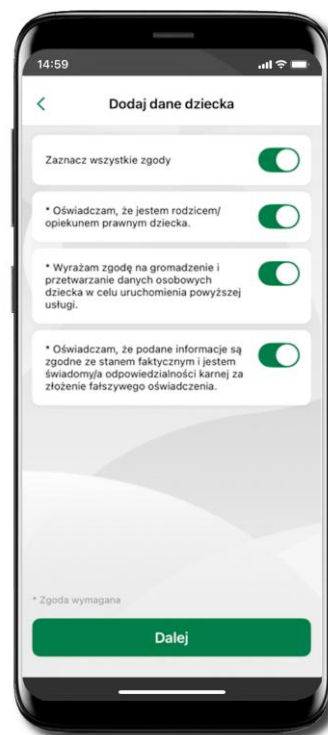 14:59
Dodaj dane dziecka
Zaznacz wszystkie zgody
* Oświadczam, że jestem rodzicem/
opiekunem prawnym dziecka.
* Wyrażam zgodę na gromadzenie i
przetwarzanie danych osobowych
dziecka w celu uruchomienia powyższej
usługi.
* Oświadczam, że podane informacje są
zgodne ze stanem faktycznym i jestem
świadomy/a odpowiedzialności karnej za
złożenie fałszywego oświadczenia.
* Zgoda wymagana
Dalej